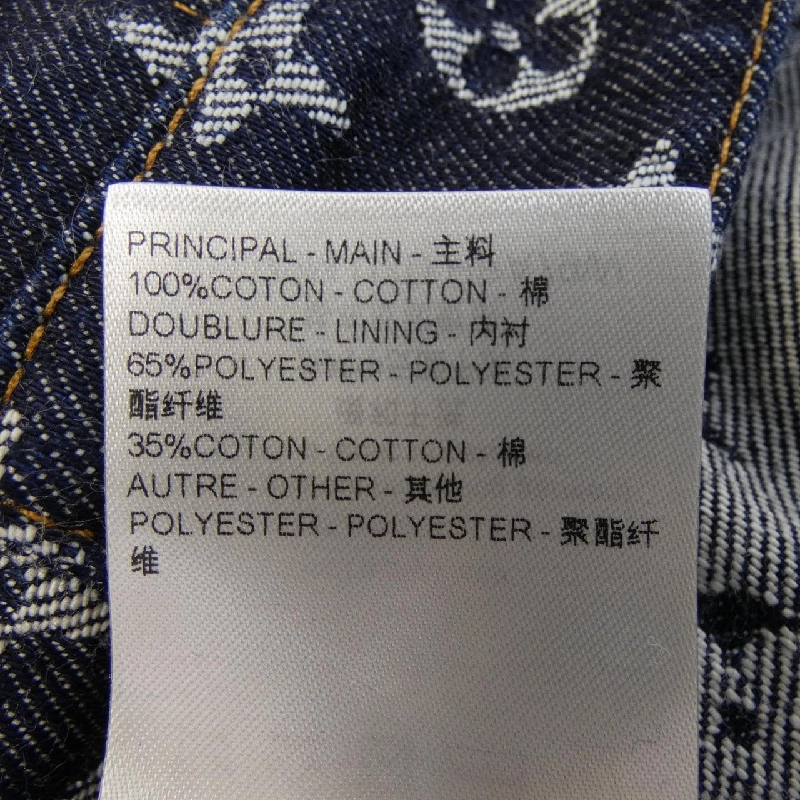 PRINCIPAL - MAIN - 主料
100%COTON - COTTON - 棉
DOUBLURE - LINING - 内衬
65%POLYESTER - POLYESTER - 聚
酯纤维
35%COTON - COTTON - 棉
AUTRE - OTHER - 其他
POLYESTER - POLYESTER - 聚酯纤
维